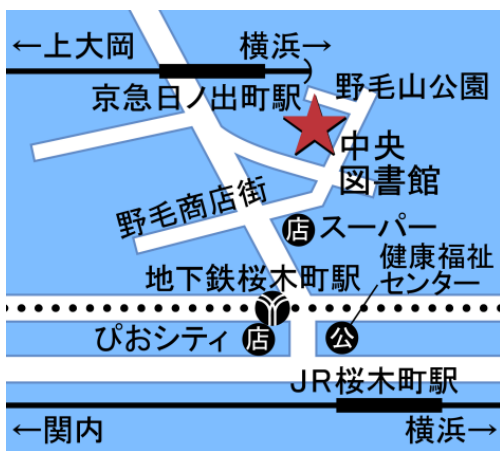 ←上大岡
横浜→
京急日ノ出町駅
野毛山公園
中央
図書館
野毛商店街
店
スーパー
健康福祉
センター
地下鉄桜木町駅
ぴおシティ
店
公
JR桜木町駅
←関内
横浜→